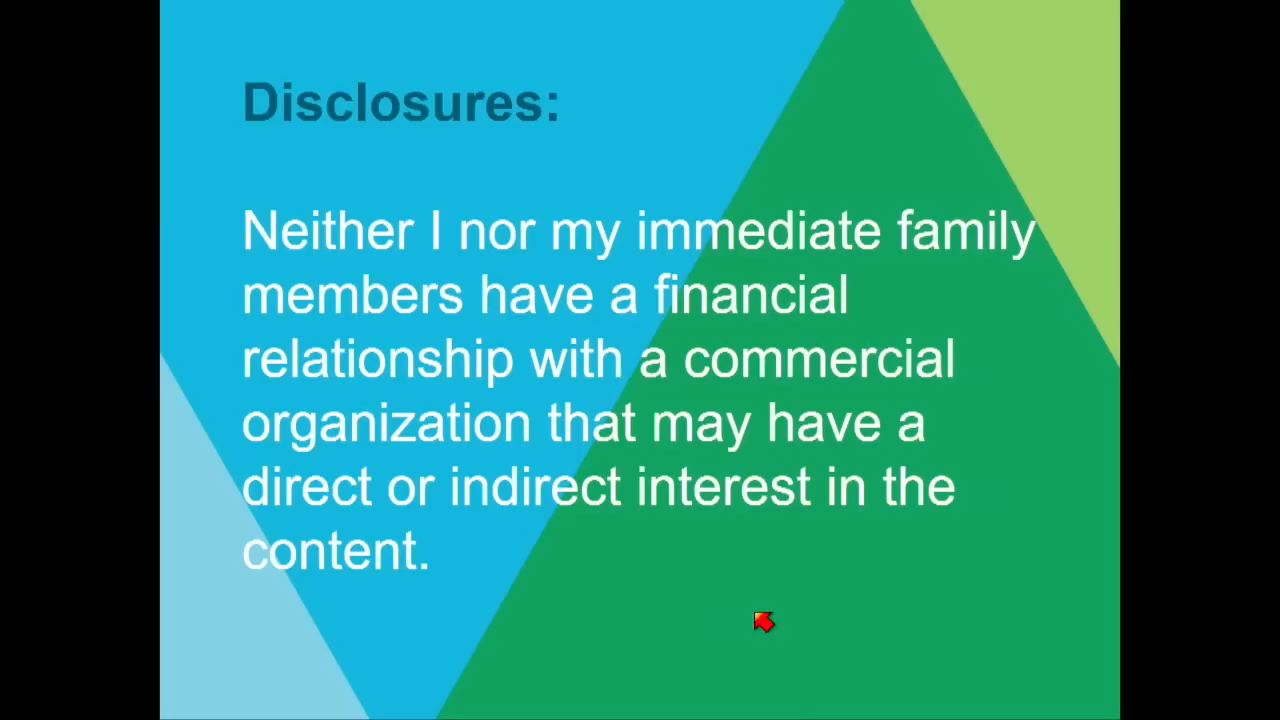 Disclosures:
Neither I nor my immediate family
members have a financial
relationship with a commercial
organization that may have a
direct or indirect interest in the
content.